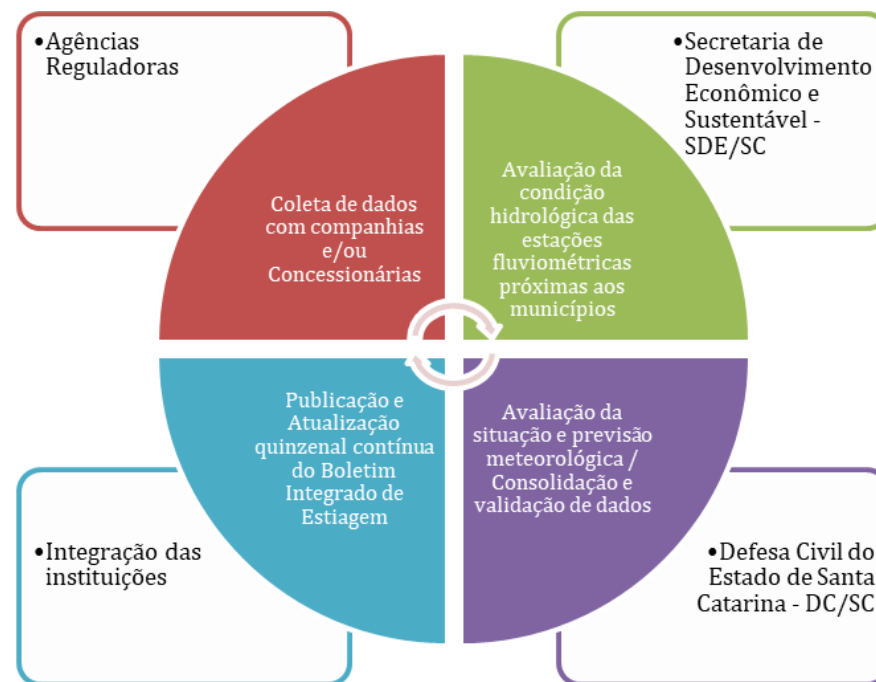 •Agências
Reguladoras
•Secretaria de
Desenvolvimento
Econômico e
Sustentável -
SDE/SC
Coleta de dados
com companhias
e/ou
Concessionárias
Avaliação da
condição
hidrológica das
estações
fluviométricas
próximas aos
municípios
Publicação e
Atualização
quinzenal contínua
do Boletim
Integrado de
Estiagem
Avaliação da
situação e previsão
meteorológica /
Consolidação e
validação de dados
•Integração das
instituições
•Defesa Civil do
Estado de Santa
Catarina - DC/SC